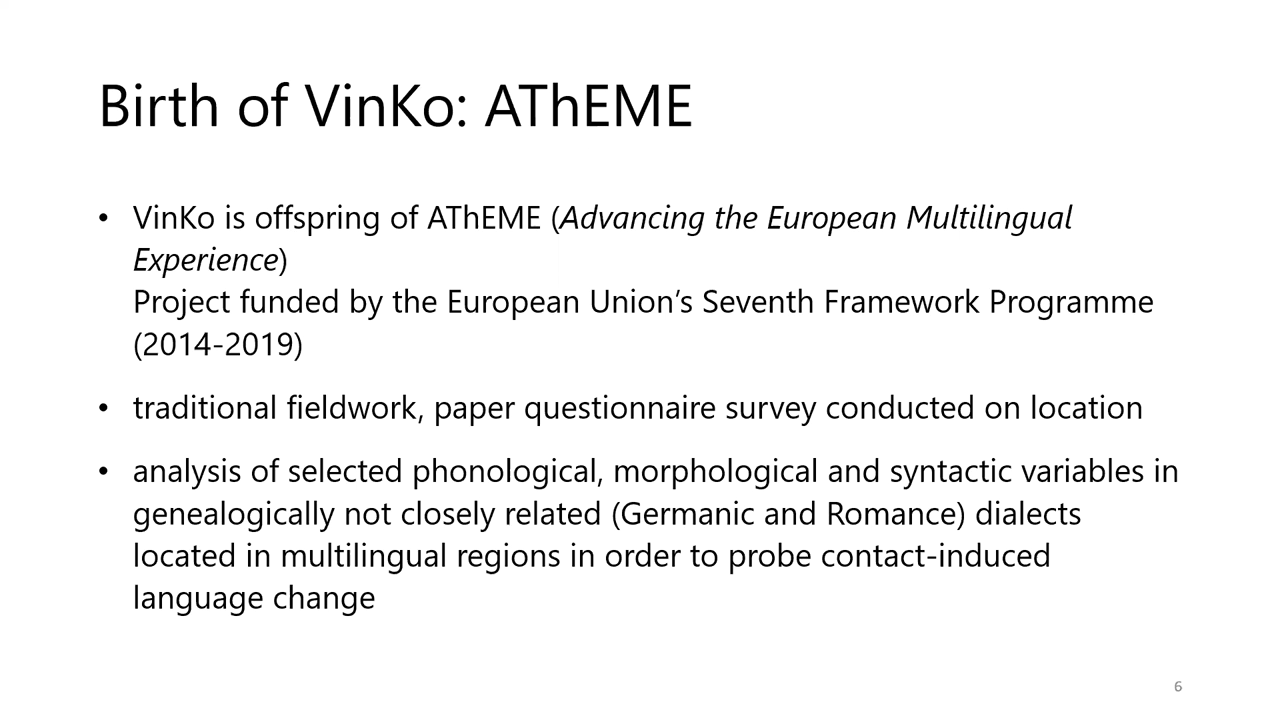 Birth of VinKo: AThEME
• VinKo is offspring of AThEME (Advancing the European Multilingual
Experience)
Project funded by the European Union’s Seventh Framework Programme
(2014-2019)
• traditional fieldwork, paper questionnaire survey conducted on location
• analysis of selected phonological, morphological and syntactic variables in
genealogically not closely related (Germanic and Romance) dialects
located in multilingual regions in order to probe contact-induced
language change
6